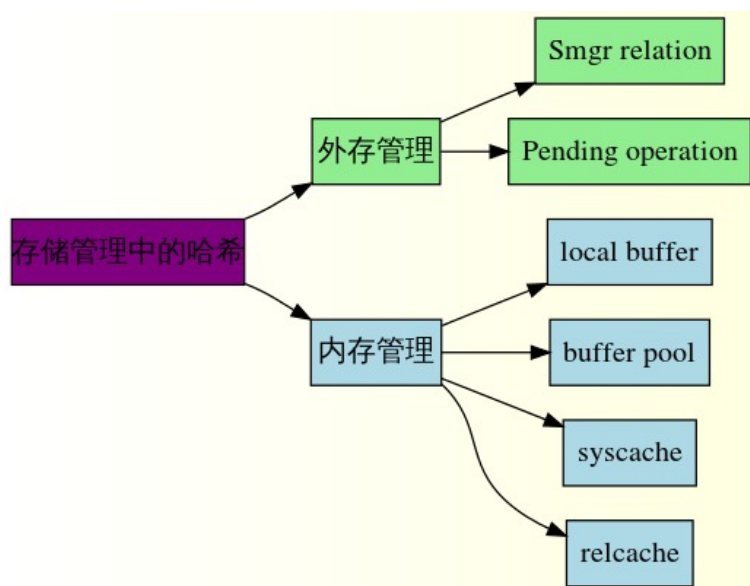 Smgr relation
外存管理
Pending operation
存储管理中的哈希
local buffer
内存管理
buffer pool
syscache
relcache